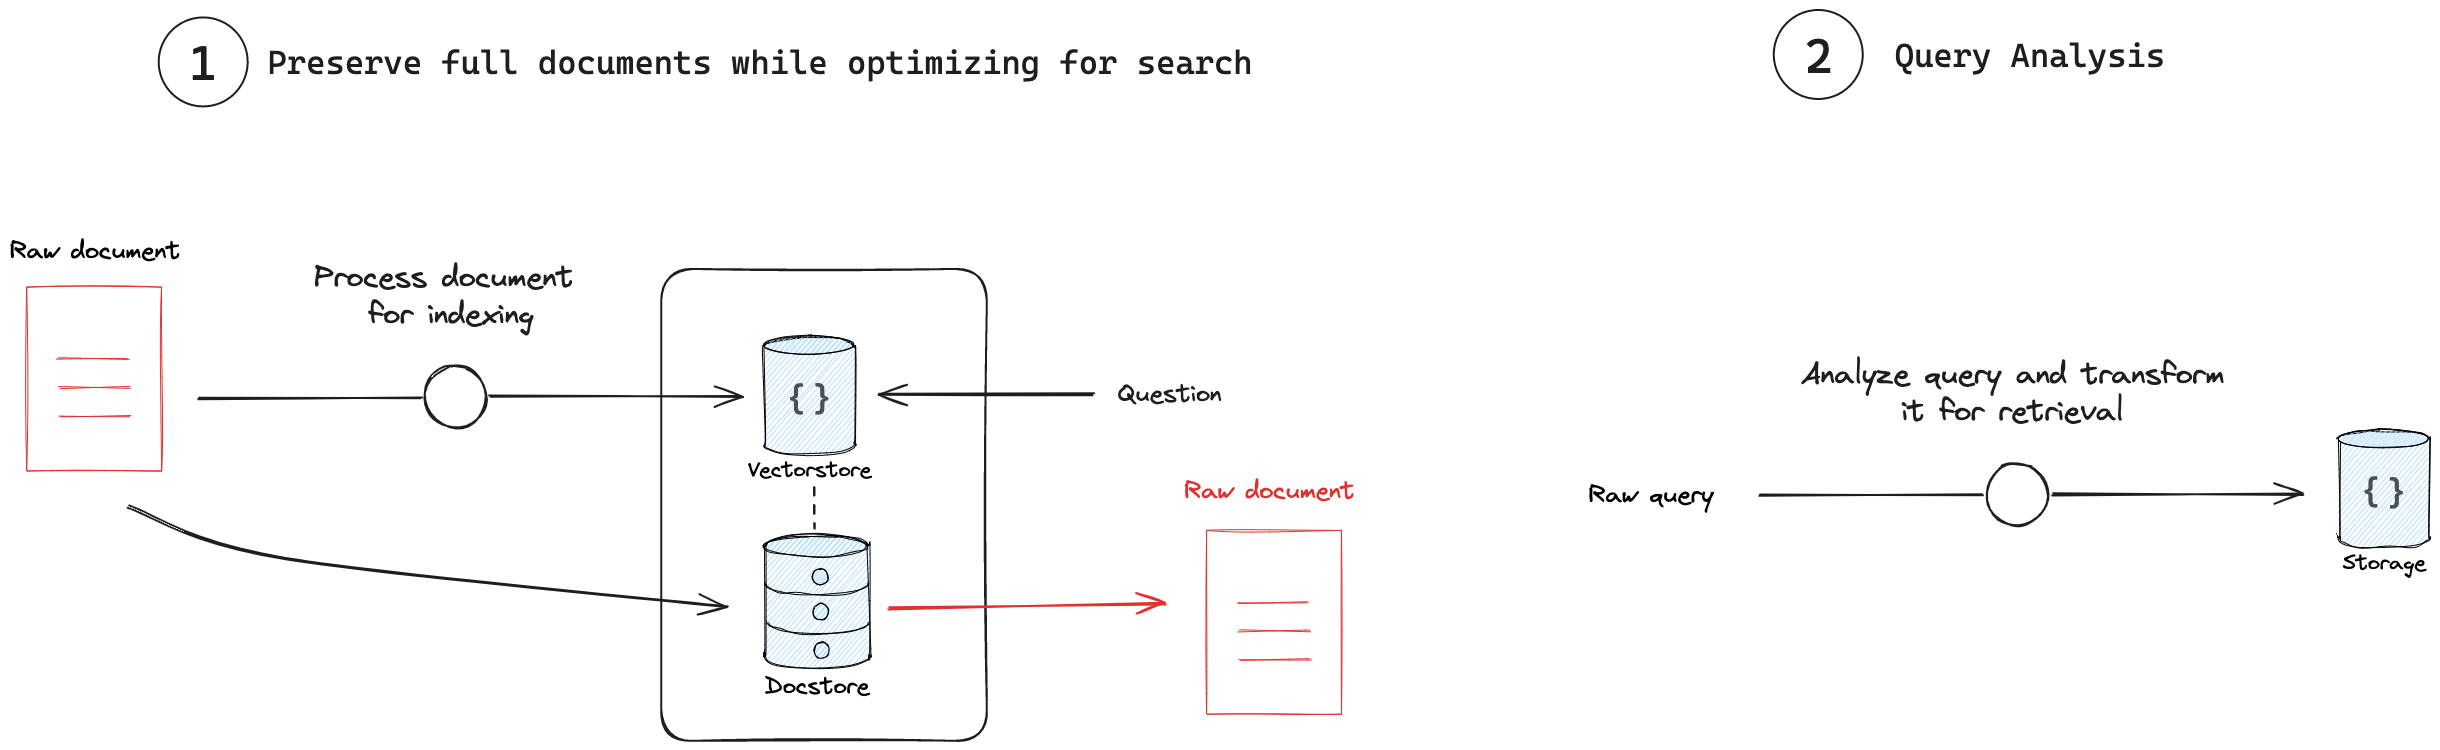 1 Preserve full documents while optimizing for search
Raw document
Process document
for indexing
{}
Vectorstore
Question
Docstore
Raw document
2 Query Analysis
Analyze query and transform
it for retrieval
Raw query
{}
Storage